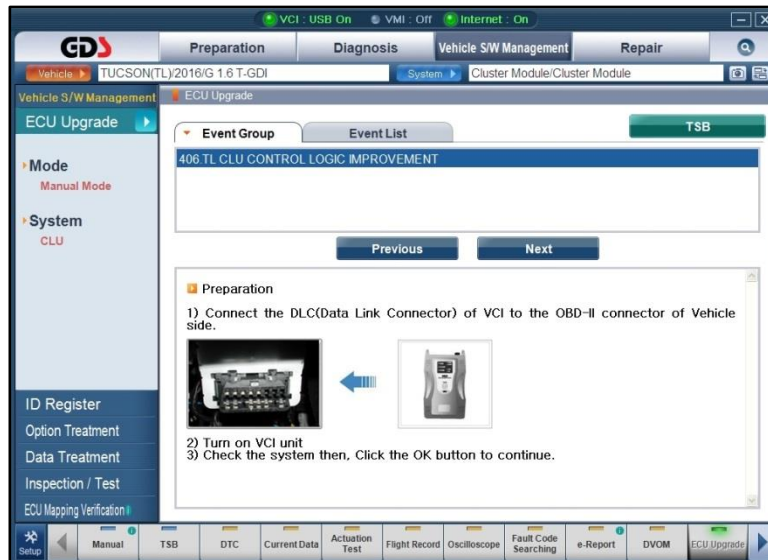 VCI : USB On VMI : Off Internet : On
GDS Preparation Diagnosis Vehicle S/W Management Repair
Vehicle TUCSON(TL)/2016/G 1.6 T-GDI System Cluster Module/Cluster Module
Vehicle S/W Management
ECU Upgrade
Mode
Manual Mode
System
CLU
ID Register
Option Treatment
Data Treatment
Inspection / Test
ECU Mapping Verification
ECU Upgrade
Event Group Event List TSB
406.TL CLU CONTROL LOGIC IMPROVEMENT
Previous Next
Preparation
1) Connect the DLC(Data Link Connector) of VCI to the OBD-II connector of Vehicle
side.
2) Turn on VCI unit
3) Check the system then, Click the OK button to continue.
Setup Manual TSB DTC Current Data Actuation Test Flight Record Oscilloscope Fault Code Searching e-Report DVOM ECU Upgrade